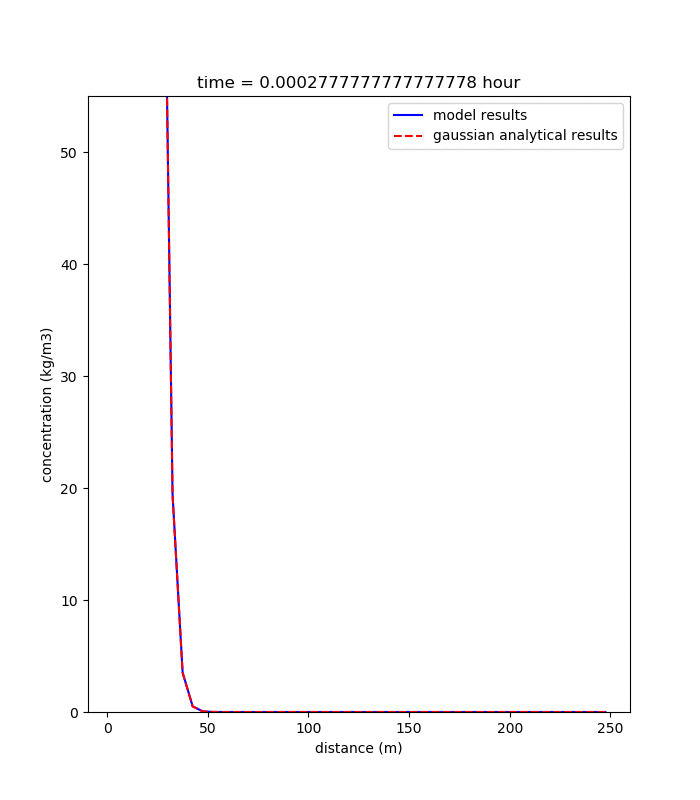 time = 0.0002777777777777778 hour
model results
gaussian analytical results
concentration (kg/m3)
50
40
30
20
10
0
0 50 100 150 200 250
distance (m)